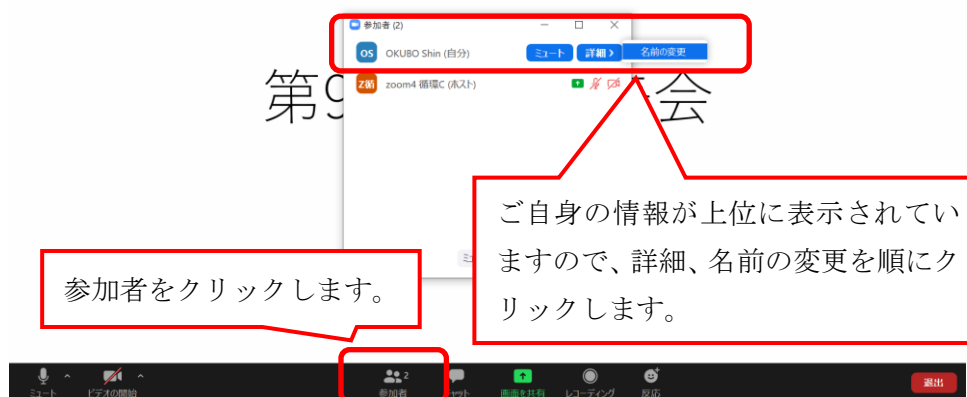 参加者 (2)
OS OKUBO Shin (自分) ミュート 詳細 > 名前の変更
Z循 zoom4 循環C (ホスト)
第9 会
ご自身の情報が上位に表示されてい
ますので、詳細、名前の変更を順にク
リックします。
参加者をクリックします。
ミュート ビデオの開始 参加者 2 チャット 画面を共有 レコーディング 反応 退出